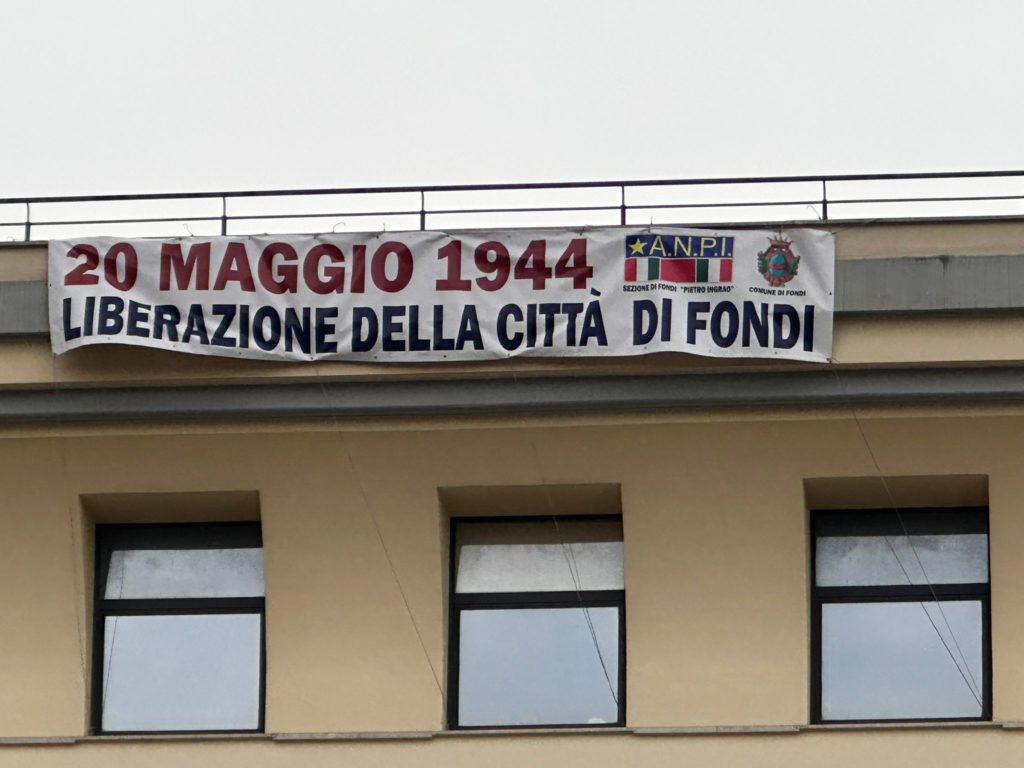 20 MAGGIO 1944
A.N.P.I.
SEZIONE DI FONDI "PIETRO INGRAO"
COMUNE DI FONDI
LIBERAZIONE DELLA CITTÀ DI FONDI